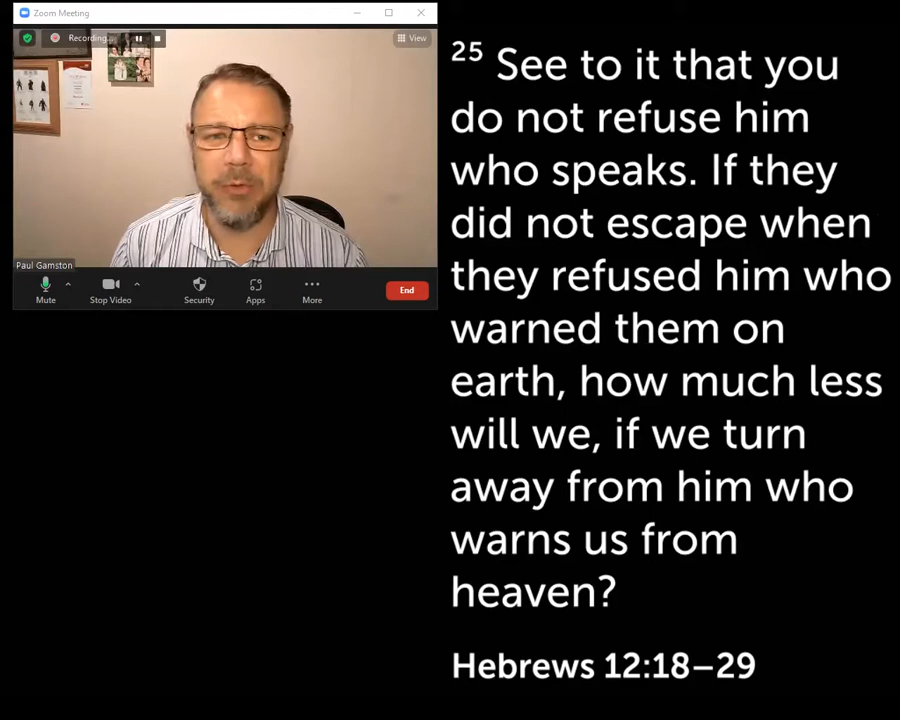 Zoom Meeting
Recording...
View
Paul Gamston
Mute
Stop Video
Security
Apps
More
End
25 See to it that you
do not refuse him
who speaks. If they
did not escape when
they refused him who
warned them on
earth, how much less
will we, if we turn
away from him who
warns us from
heaven?
Hebrews 12:18–29